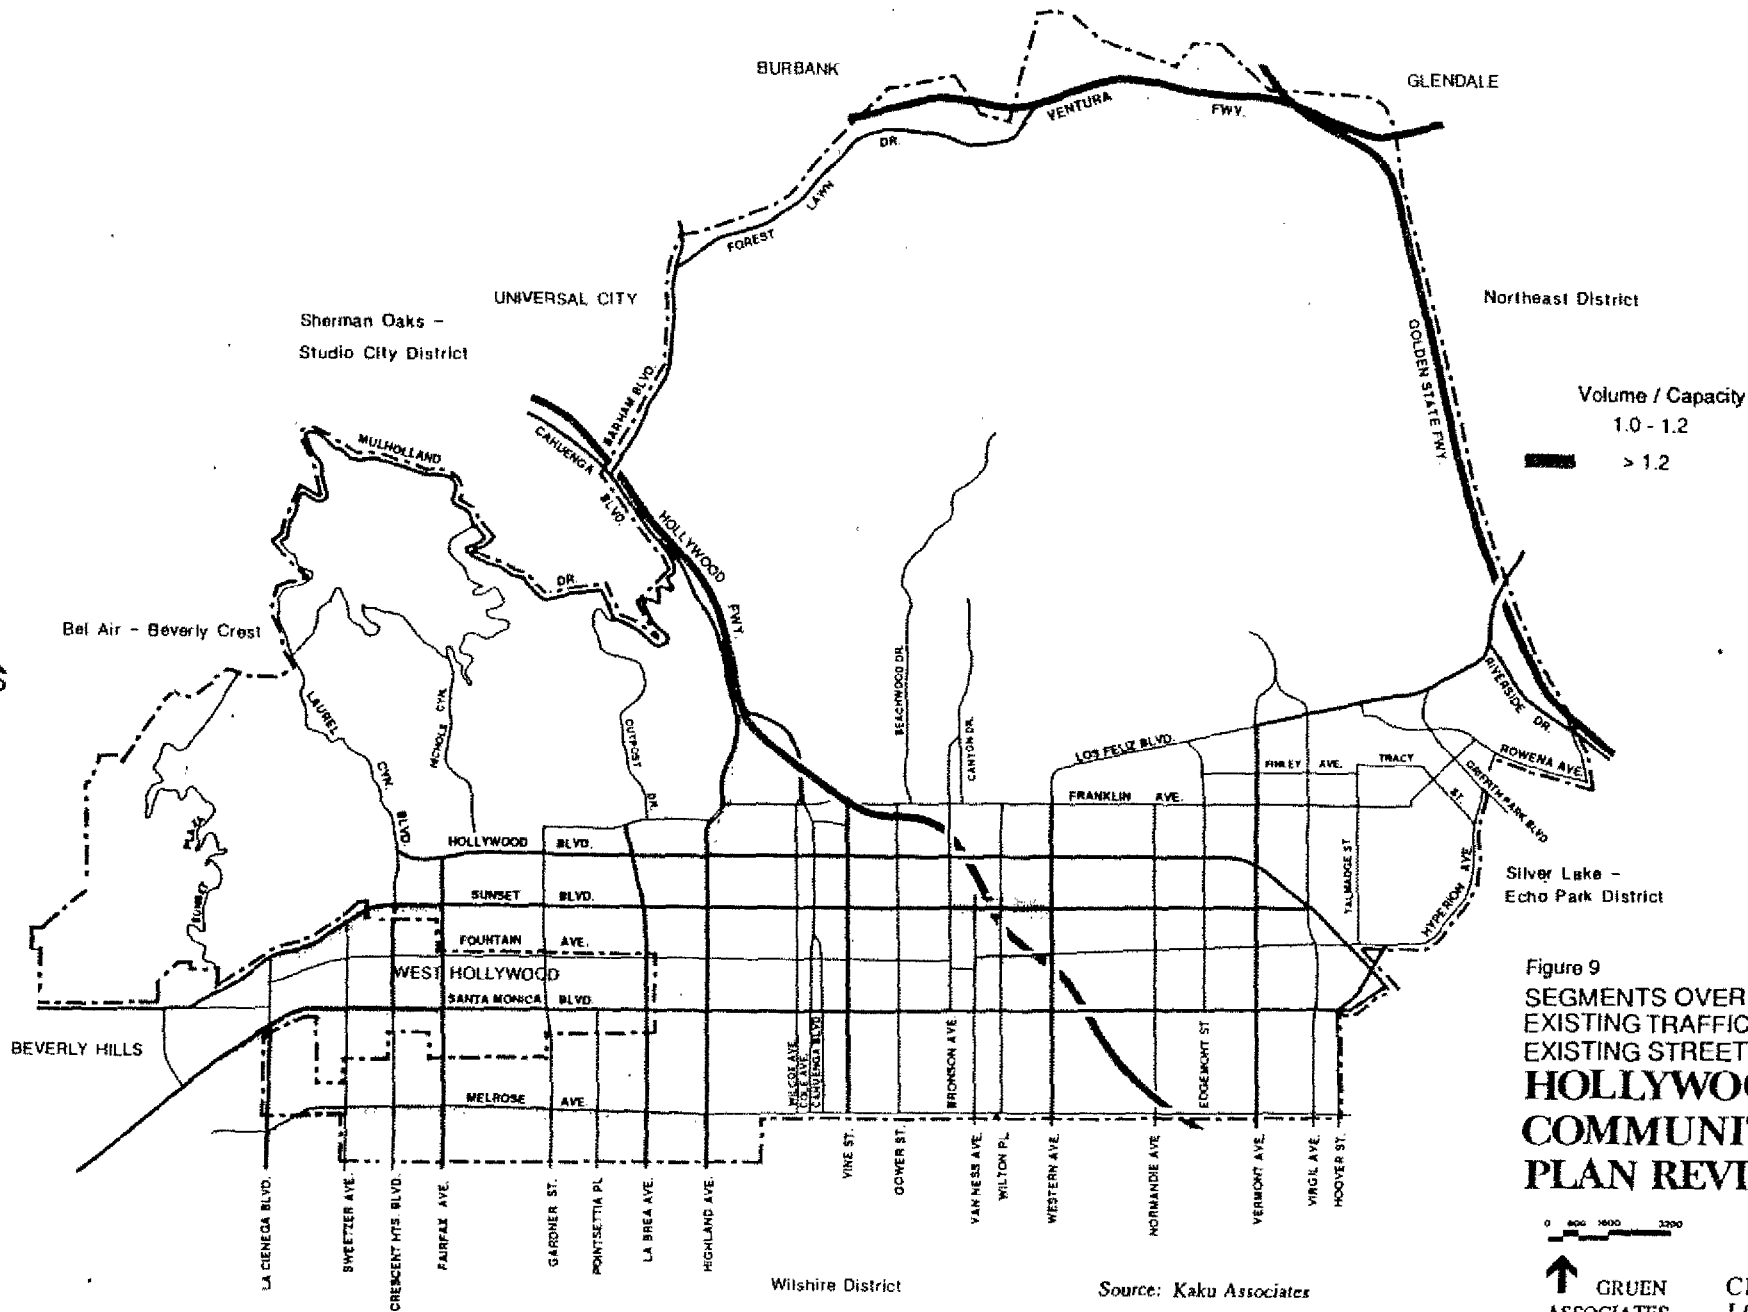 BURBANK
GLENDALE
VENTURA
FWY.
DR.
LAWN
FOREST
UNIVERSAL CITY
Sherman Oaks -
Studio City District
Northeast District
GOLDEN STATE FWY.
Volume / Capacity
1.0 - 1.2
> 1.2
BARHAM BLVD.
CAHUENGA
BLVD.
MULHOLLAND
DR.
HOLLYWOOD
FWY.
Bel Air - Beverly Crest
LAUREL
CYN.
BLVD.
NICHOLS CYN.
OUTPOST
DR.
BEACHWOOD DR.
CANYON DR.
LOS FELIZ BLVD.
RIVERSIDE DR.
ROWENA AVE.
GRIFFITH PARK BLVD
FINLEY AVE.
TRACY
ST.
FRANKLIN AVE.
PLAZA
SUNSET
HOLLYWOOD BLVD.
SUNSET BLVD.
TALMADGE ST
HYPERION AVE.
Silver Lake -
Echo Park District
FOUNTAIN AVE.
WEST HOLLYWOOD
SANTA MONICA BLVD.
BEVERLY HILLS
MELROSE AVE
WILCOX AVE.
COLE AVE.
CAHUENGA BLVD.
BRONSON AVE.
EDGEMONT ST
LA CIENEGA BLVD.
SWEETZER AVE.
CRESCENT HTS. BLVD.
FAIRFAX AVE.
GARDNER ST.
POINTSETTIA PL
LA BREA AVE.
HIGHLAND AVE.
VINE ST.
GOWER ST.
VAN NESS AVE.
WILTON PL.
WESTERN AVE.
NORMANDIE AVE
VERMONT AVE.
VIRGIL AVE.
HOOVER ST.
Wilshire District
Source: Kaku Associates
Figure 9
SEGMENTS OVER
EXISTING TRAFFIC
EXISTING STREET
HOLLYWOO
COMMUNI
PLAN REVI
0 800 1600 3200
GRUEN
ASSOCIATES